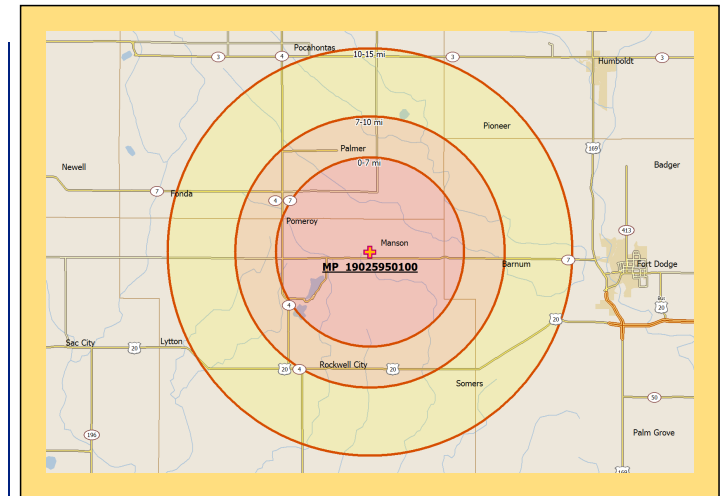 Pocahontas
10-15 mi
3
4
3
Humboldt
3
7-10 mi
Pioneer
Palmer
169
0-7 mi
Newell
Badger
7
Fonda
4
7
Pomeroy
413
Manson
MP_19025950100
Barnum
7
Fort Dodge
4
20
20
Sac City
20
Lytton
Rockwell City
20
4
20
Somers
50
196
Palm Grove
169